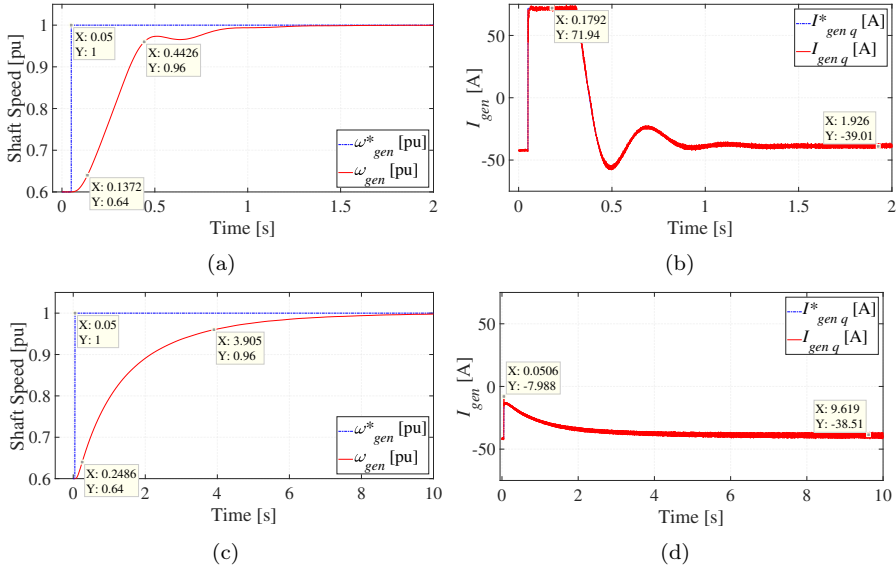 Shaft Speed [pu]
1
0.9
0.8
0.7
0.6
0
0.5
1
1.5
2
Time [s]
X: 0.05
Y: 1
X: 0.4426
Y: 0.96
X: 0.1372
Y: 0.64
ω*gen [pu]
ωgen [pu]
(a)
Igen [A]
50
0
-50
0
0.5
1
1.5
2
Time [s]
X: 0.1792
Y: 71.94
I*gen q [A]
Igen q [A]
X: 1.926
Y: -39.01
(b)
Shaft Speed [pu]
1
0.9
0.8
0.7
0.6
0
2
4
6
8
10
Time [s]
X: 0.05
Y: 1
X: 3.905
Y: 0.96
X: 0.2486
Y: 0.64
ω*gen [pu]
ωgen [pu]
(c)
Igen [A]
50
0
-50
0
2
4
6
8
10
Time [s]
X: 0.0506
Y: -7.988
I*gen q [A]
Igen q [A]
X: 9.619
Y: -38.51
(d)